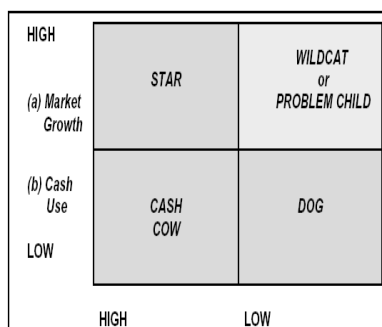 HIGH
(a) Market
Growth
(b) Cash
Use
LOW
STAR
WILDCAT
or
PROBLEM CHILD
CASH
COW
DOG
HIGH
LOW